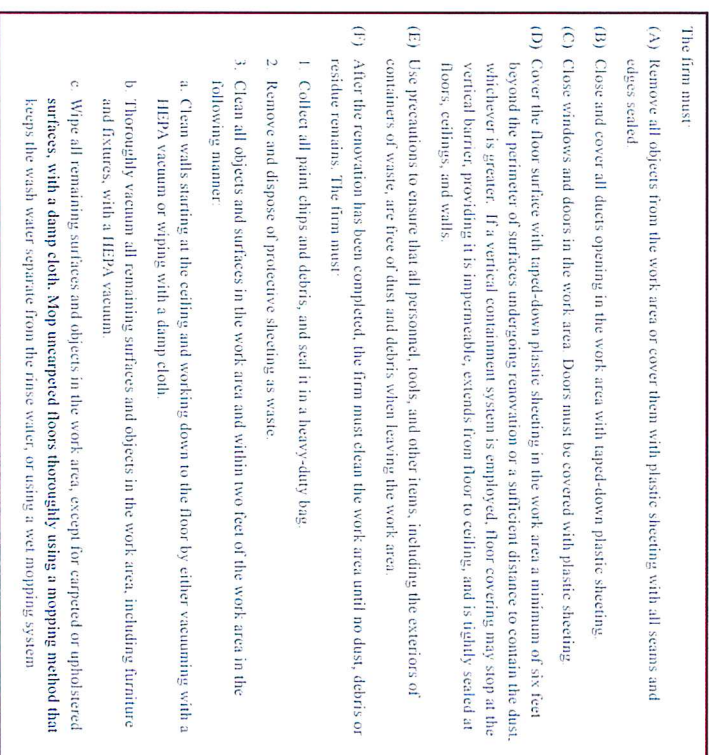 The firm must:
(A) Remove all objects from the work area or cover them with plastic sheeting with all seams and
edges sealed.
(B) Close and cover all ducts opening in the work area with taped-down plastic sheeting.
(C) Close windows and doors in the work area. Doors must be covered with plastic sheeting
(D) Cover the floor surface with taped-down plastic sheeting in the work area a minimum of six feet
beyond the perimeter of surfaces undergoing renovation or a sufficient distance to contain the dust,
whichever is greater. If a vertical containment system is employed, floor covering may stop at the
vertical barrier, providing it is impermeable, extends from floor to ceiling, and is tightly sealed at
floors, ceilings, and walls.
(E) Use precautions to ensure that all personnel, tools, and other items, including the exteriors of
containers of waste, are free of dust and debris when leaving the work area.
(F) After the renovation has been completed, the firm must clean the work area until no dust, debris or
residue remains. The firm must:
1. Collect all paint chips and debris, and seal it in a heavy-duty bag.
2. Remove and dispose of protective sheeting as waste.
3. Clean all objects and surfaces in the work area and within two feet of the work area in the
following manner:
a. Clean walls starting at the ceiling and working down to the floor by either vacuuming with a
HEPA vacuum or wiping with a damp cloth.
b. Thoroughly vacuum all remaining surfaces and objects in the work area, including furniture
and fixtures, with a HEPA vacuum.
c. Wipe all remaining surfaces and objects in the work area, except for carpeted or upholstered
surfaces, with a damp cloth. Mop uncarpeted floors thoroughly using a mopping method that
keeps the wash water separate from the rinse water, or using a wet mopping system